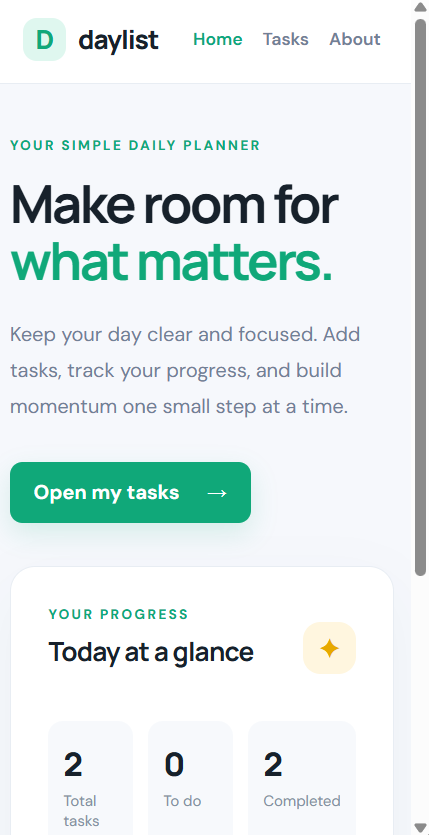 D daylist Home Tasks About
YOUR SIMPLE DAILY PLANNER
Make room for
what matters.
Keep your day clear and focused. Add
tasks, track your progress, and build
momentum one small step at a time.
Open my tasks →
YOUR PROGRESS
Today at a glance
2 0 2
Total To do Completed
tasks